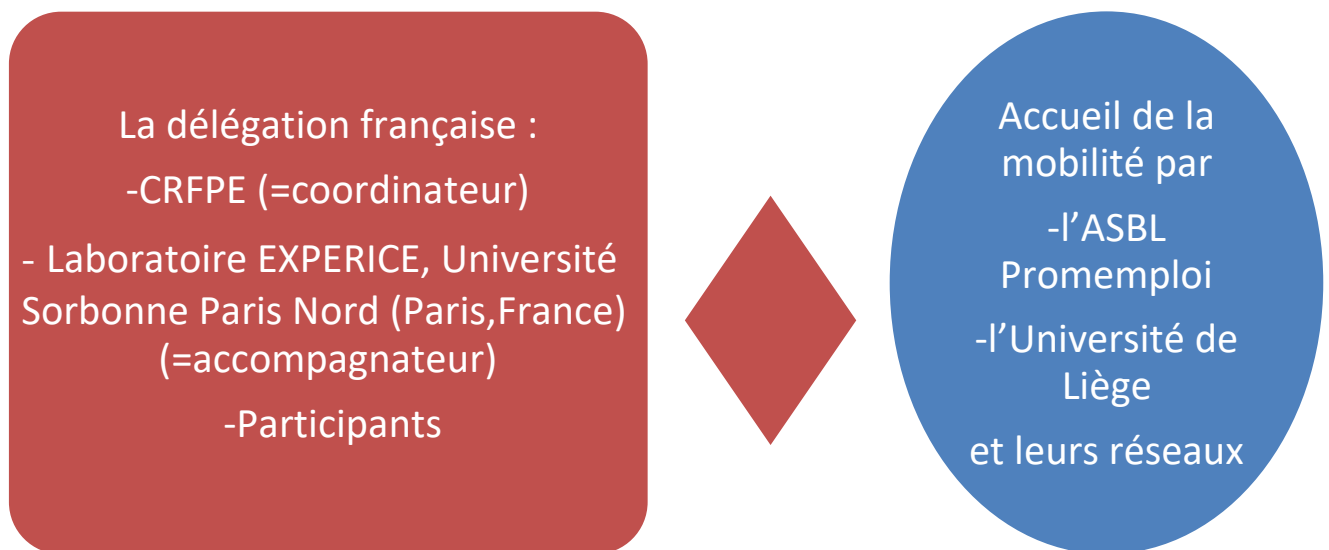 La délégation française :
-CRFPE (=coordinateur)
- Laboratoire EXPERICE, Université
Sorbonne Paris Nord (Paris,France)
(=accompagnateur)
-Participants
Accueil de la
mobilité par
-l’ASBL
Promemploi
-l’Université de
Liège
et leurs réseaux